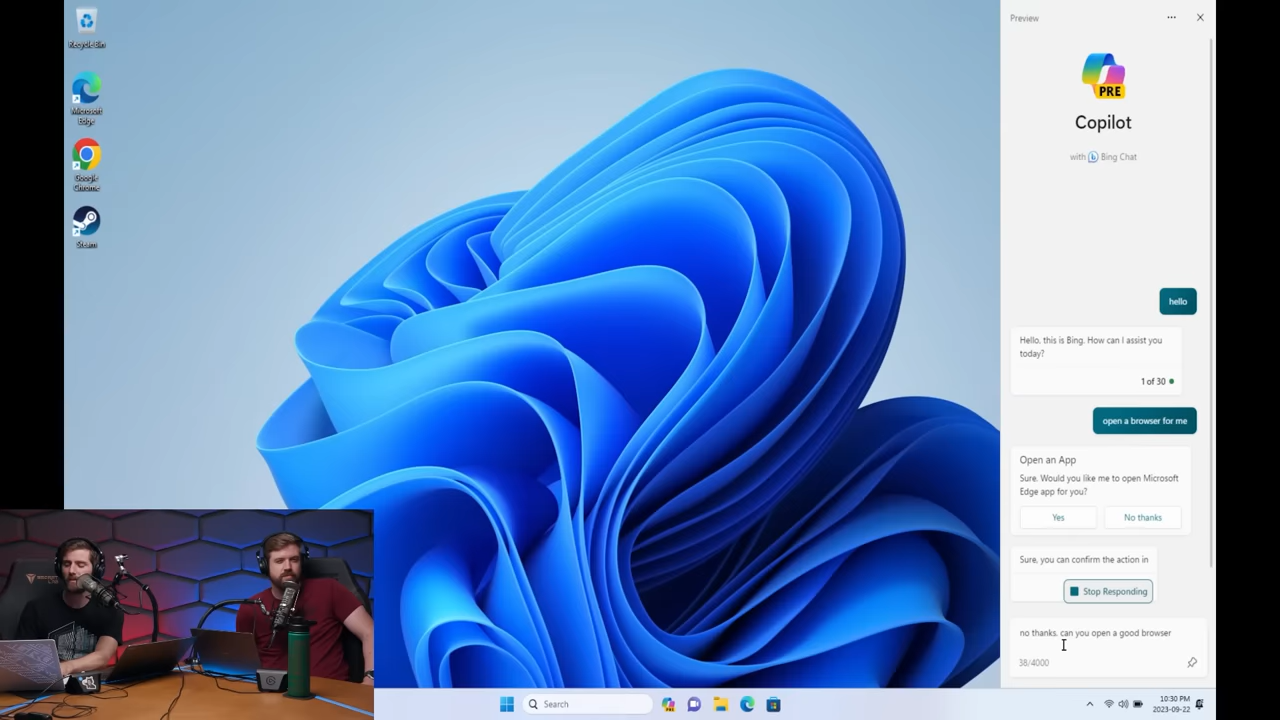 Recycle Bin
Microsoft
Edge
Google
Chrome
Steam
Preview
PRE
Copilot
with Bing Chat
hello
Hello, this is Bing. How can I assist you
today?
1 of 30
open a browser for me
Open an App
Sure. Would you like me to open Microsoft
Edge app for you?
Yes
No thanks
Sure, you can confirm the action in
Stop Responding
no thanks. can you open a good browser
38/4000
Search
PRE
10:30 PM
2023-09-22